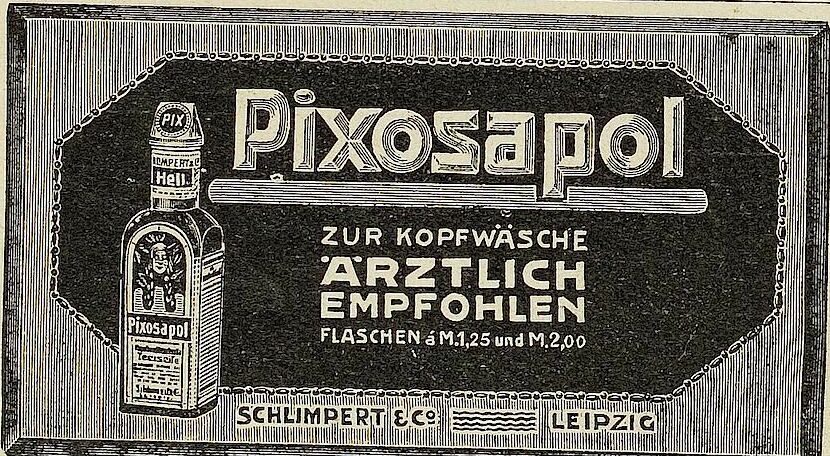 Pixosapol
ZUR KOPFWÄSCHE
ÄRZTLICH
EMPFOHLEN
FLASCHEN á M.1,25 und M.2,00
PIX
Hell.
Pixosapol
SCHLIMPERT & Co LEIPZIG